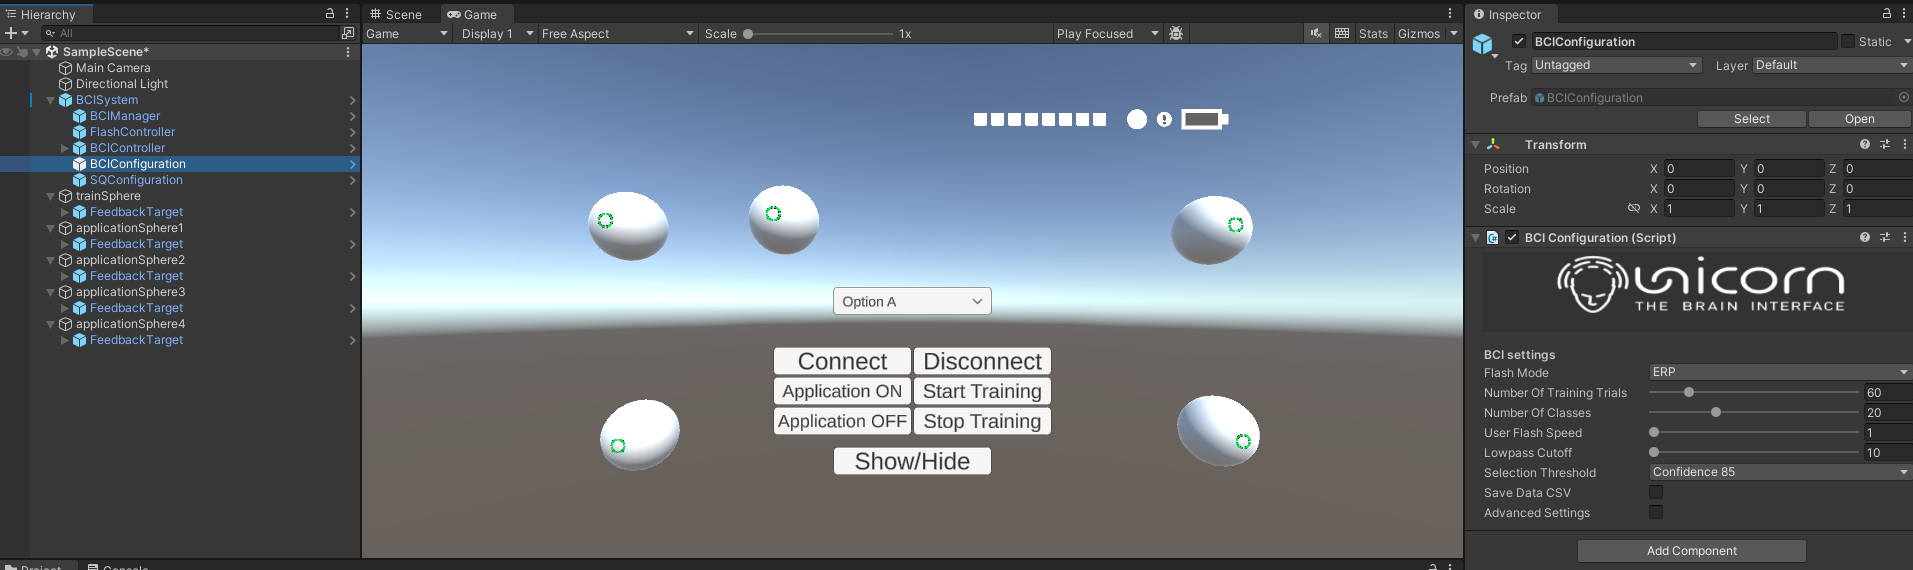 Hierarchy
All
SampleScene*
Main Camera
Directional Light
BCISystem
BCIManager
FlashController
BCIController
BCIConfiguration
SQConfiguration
trainSphere
FeedbackTarget
applicationSphere1
FeedbackTarget
applicationSphere2
FeedbackTarget
applicationSphere3
FeedbackTarget
applicationSphere4
FeedbackTarget
Project
Console
Scene
Game
Game
Display 1
Free Aspect
Scale
1x
Play Focused
Stats
Gizmos
Option A
Connect
Disconnect
Application ON
Start Training
Application OFF
Stop Training
Show/Hide
Inspector
BCIConfiguration
Static
Tag
Untagged
Layer
Default
Prefab
BCIConfiguration
Select
Open
Transform
Position X 0 Y 0 Z 0
Rotation X 0 Y 0 Z 0
Scale X 1 Y 1 Z 1
BCI Configuration (Script)
unicorn
THE BRAIN INTERFACE
BCI settings
Flash Mode ERP
Number Of Training Trials 60
Number Of Classes 20
User Flash Speed 1
Lowpass Cutoff 10
Selection Threshold Confidence 85
Save Data CSV
Advanced Settings
Add Component